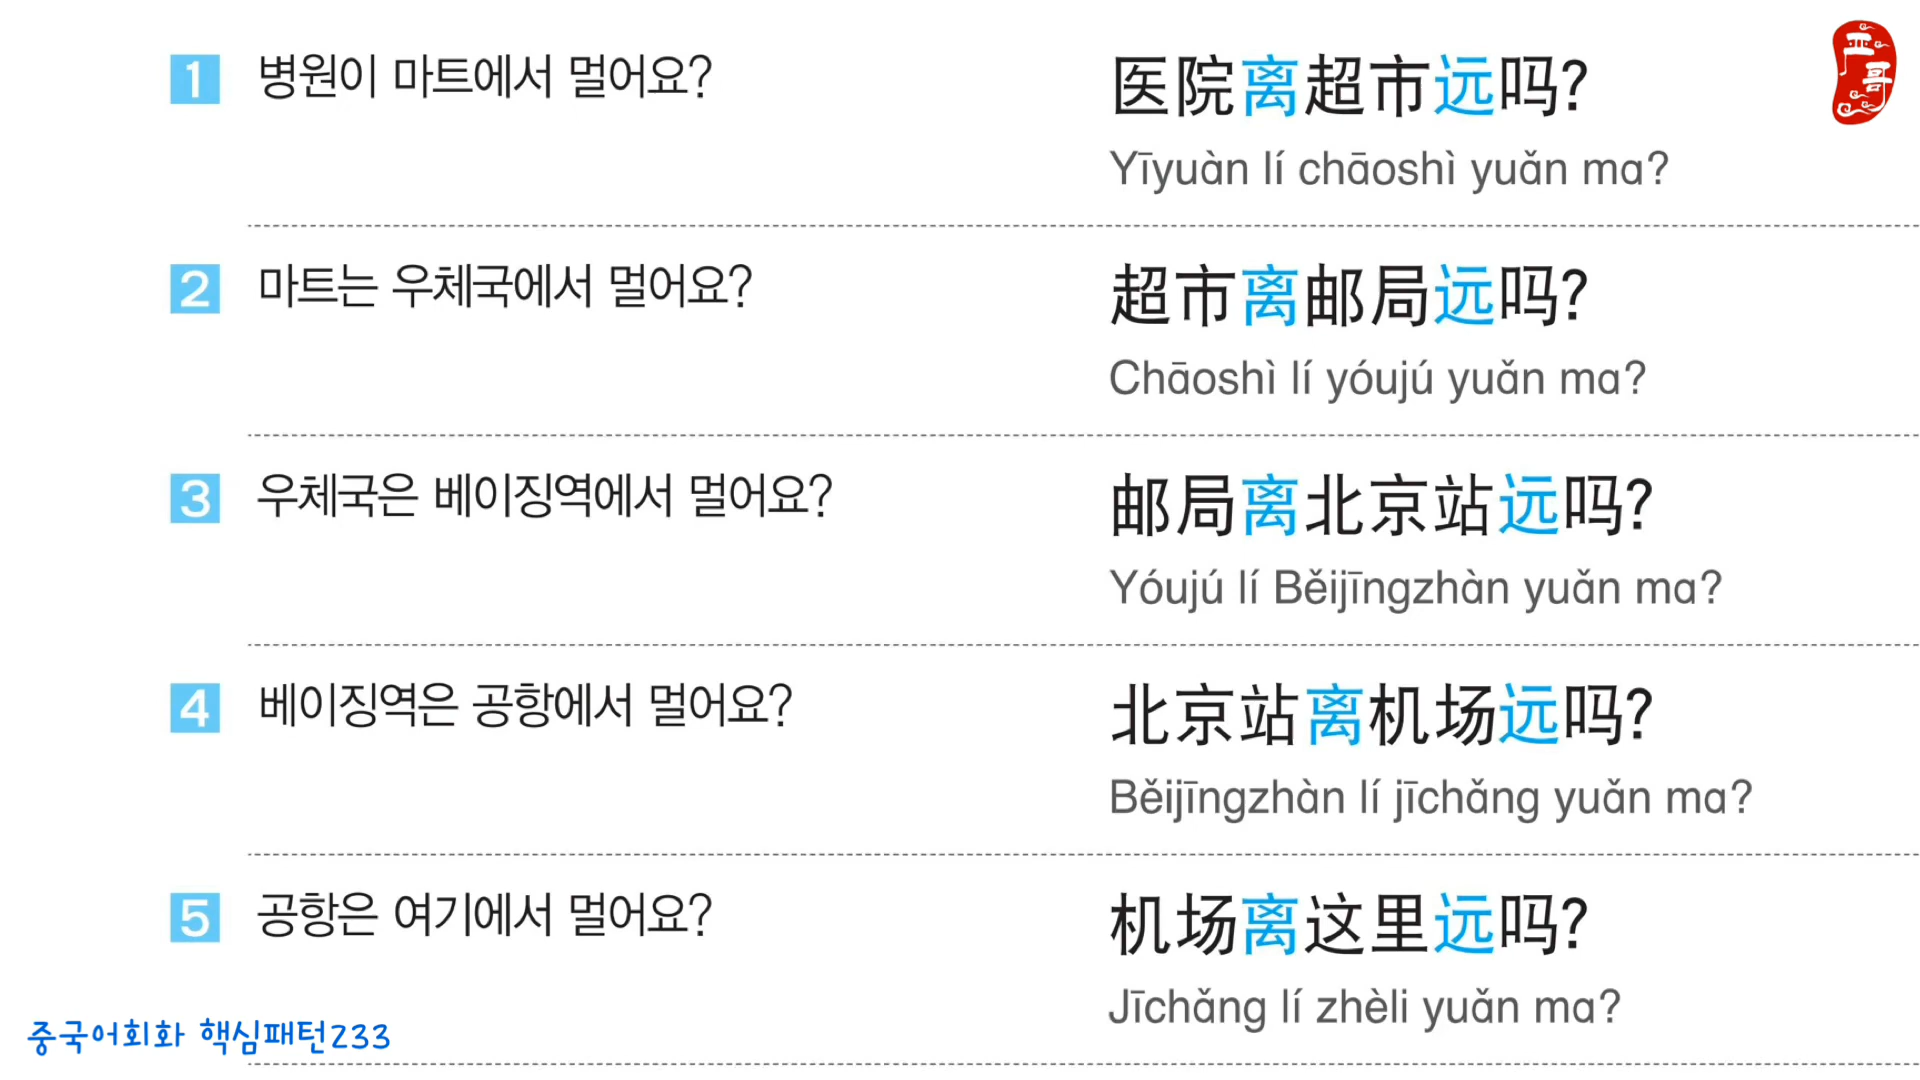 1 병원이 마트에서 멀어요?
医院离超市远吗?
Yīyuàn lí chāoshì yuǎn ma?
2 마트는 우체국에서 멀어요?
超市离邮局远吗?
Chāoshì lí yóujú yuǎn ma?
3 우체국은 베이징역에서 멀어요?
邮局离北京站远吗?
Yóujú lí Běijīngzhàn yuǎn ma?
4 베이징역은 공항에서 멀어요?
北京站离机场远吗?
Běijīngzhàn lí jīchǎng yuǎn ma?
5 공항은 여기에서 멀어요?
机场离这里远吗?
Jīchǎng lí zhèli yuǎn ma?
중국어회화 핵심패턴233